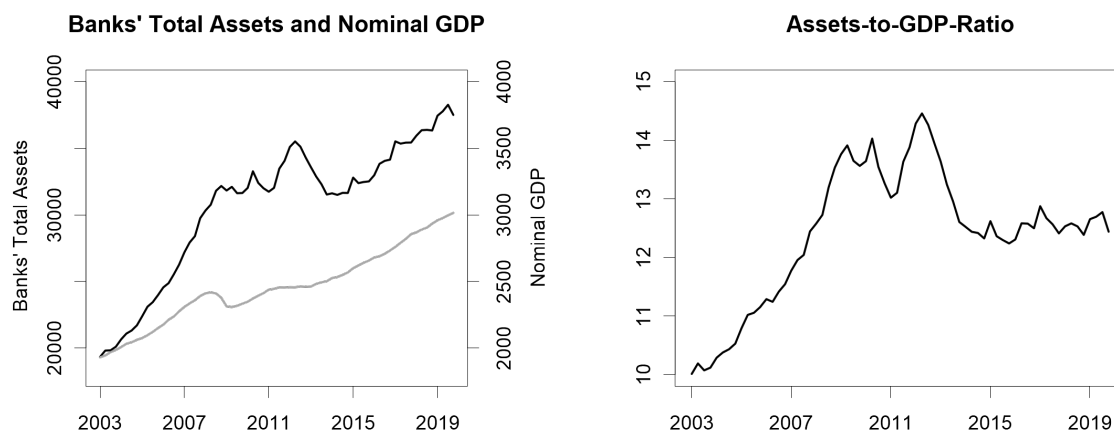 Banks' Total Assets and Nominal GDP
Banks' Total Assets
40000
30000
20000
4000
3500
3000
2500
2000
Nominal GDP
2003 2007 2011 2015 2019
Assets-to-GDP-Ratio
15
14
13
12
11
10
2003 2007 2011 2015 2019